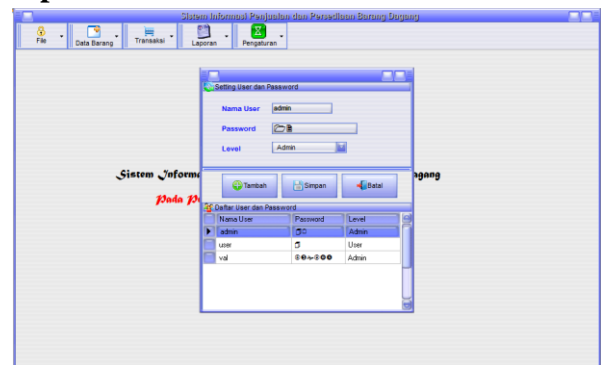 Sistem Informasi Penjualan dan Persediaan Barang Dagang
File
Data Barang
Transaksi
Laporan
Pengaturan
Setting User dan Password
Nama User admin
Password
Level Admin
Sistem Informa
agang
Pada
Tambah
Simpan
Batal
Daftar User dan Password
Nama User Password Level
admin Admin
user User
val Admin